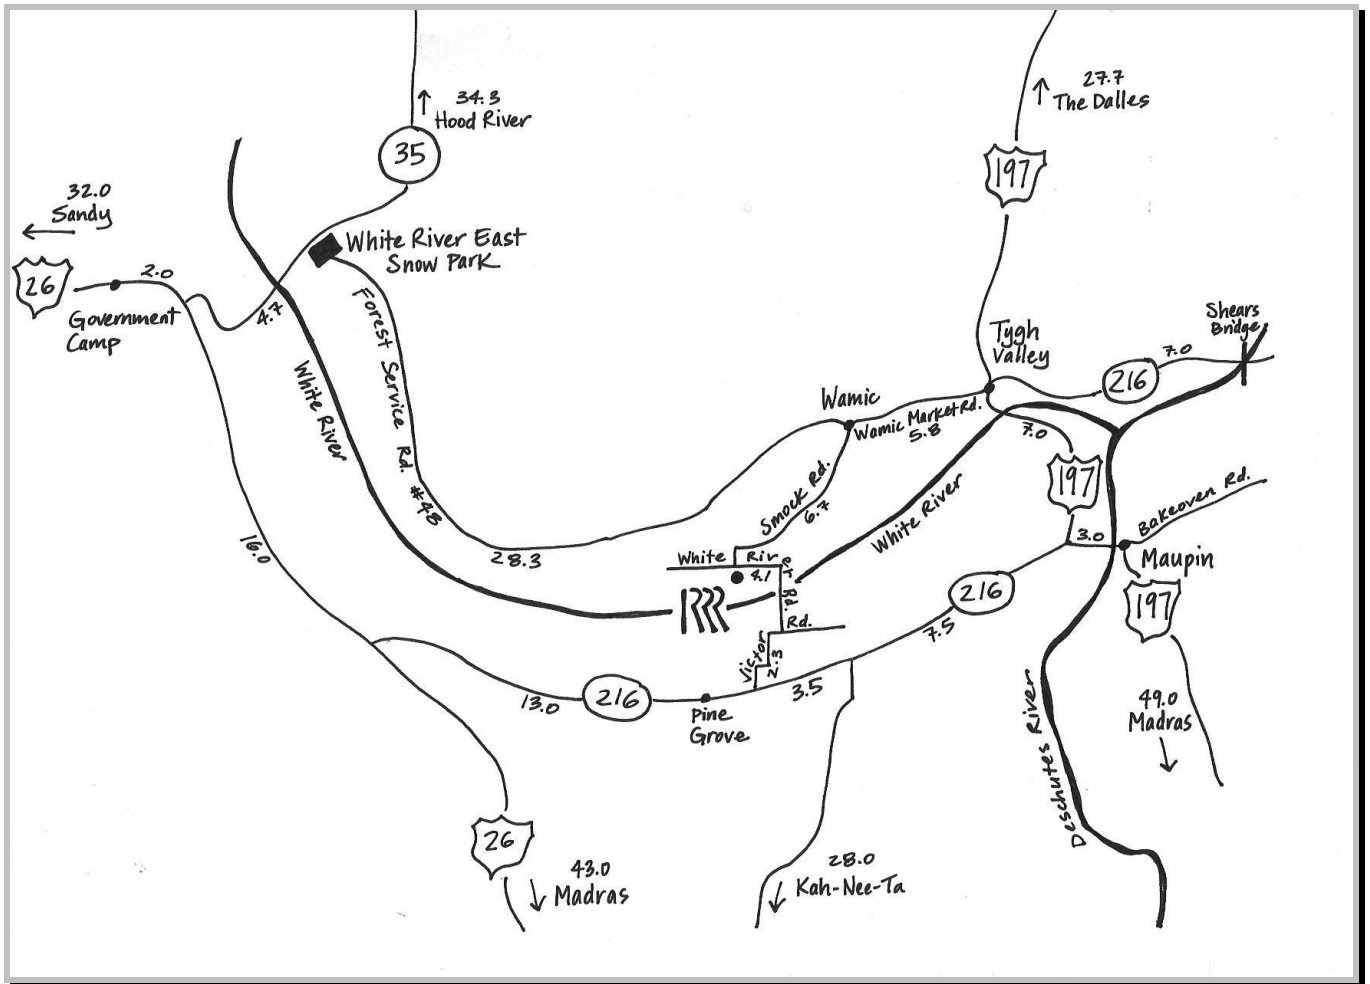 34.3
Hood River
35
27.7
The Dalles
197
32.0
Sandy
26
2.0
Government
Camp
4.7
White River East
Snow Park
Forest Service Rd. #48
White River
28.3
16.0
Wamic
Wamic Market Rd.
5.8
Tygh
Valley
216
7.0
Shears
Bridge
7.0
197
Smock Rd.
6.7
White River
White River Rd.
4.1
Rd.
Victor
2.3
3.0
Bakeoven Rd.
Maupin
197
216
7.5
3.5
13.0
216
Pine
Grove
49.0
Madras
Deschutes River
26
43.0
Madras
28.0
Kah-Nee-Ta